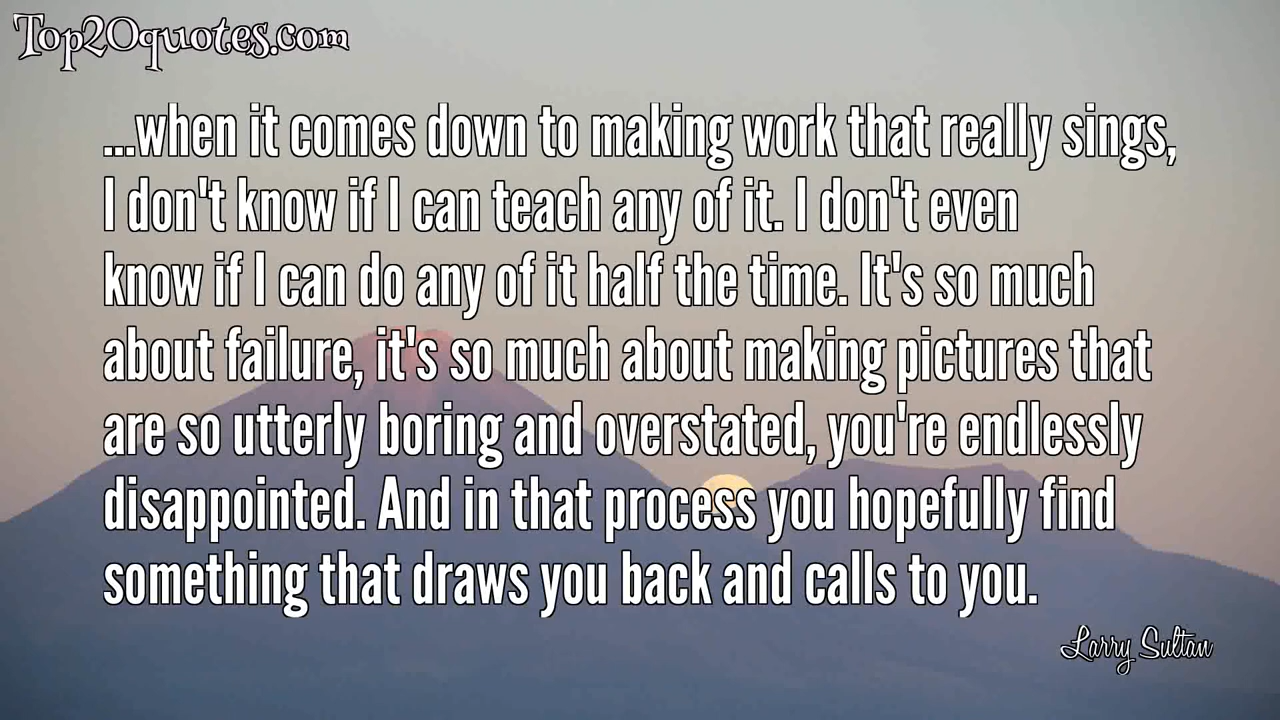 Top20quotes.com
...when it comes down to making work that really sings,
I don't know if I can teach any of it. I don't even
know if I can do any of it half the time. It's so much
about failure, it's so much about making pictures that
are so utterly boring and overstated, you're endlessly
disappointed. And in that process you hopefully find
something that draws you back and calls to you.
Larry Sultan